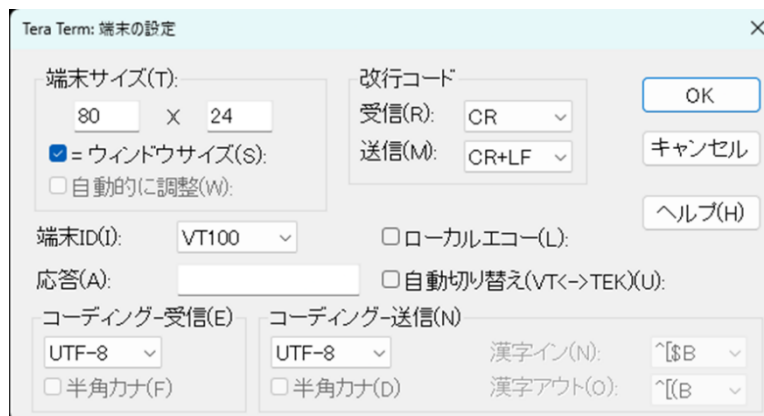 Tera Term: 端末の設定
端末サイズ(T):
80 X 24
= ウィンドウサイズ(S):
自動的に調整(W):
改行コード
受信(R): CR
送信(M): CR+LF
OK
キャンセル
ヘルプ(H)
端末ID(I): VT100
ローカルエコー(L):
応答(A):
自動切り替え(VT<->TEK)(U):
コーディング-受信(E)
UTF-8
半角カナ(F)
コーディング-送信(N)
UTF-8
半角カナ(D)
漢字イン(N): ^[$B
漢字アウト(O): ^[(B